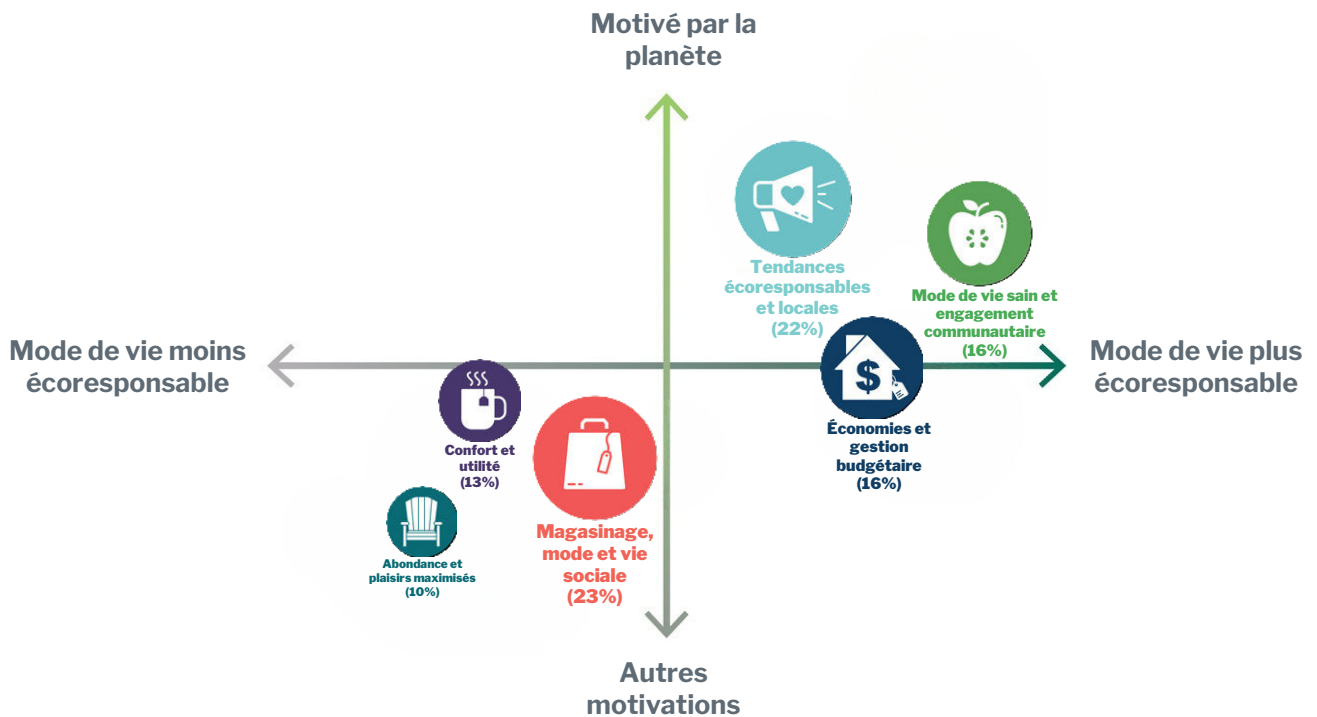 Motivé par la
planète
Tendances
écoresponsables
et locales
(22%)
Mode de vie sain et
engagement
communautaire
(16%)
Mode de vie moins
écoresponsable
Mode de vie plus
écoresponsable
$
Économies et
gestion
budgétaire
(16%)
Confort et
utilité
(13%)
Magasinage,
mode et vie
sociale
(23%)
Abondance et
plaisirs maximisés
(10%)
Autres
motivations